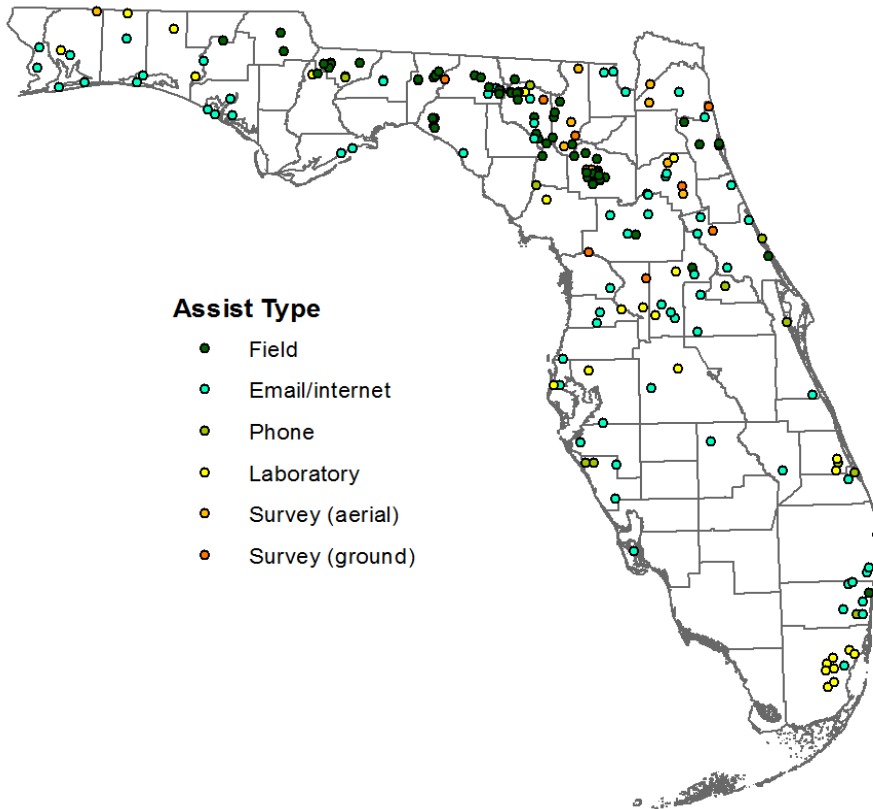 Assist Type
Field
Email/internet
Phone
Laboratory
Survey (aerial)
Survey (ground)